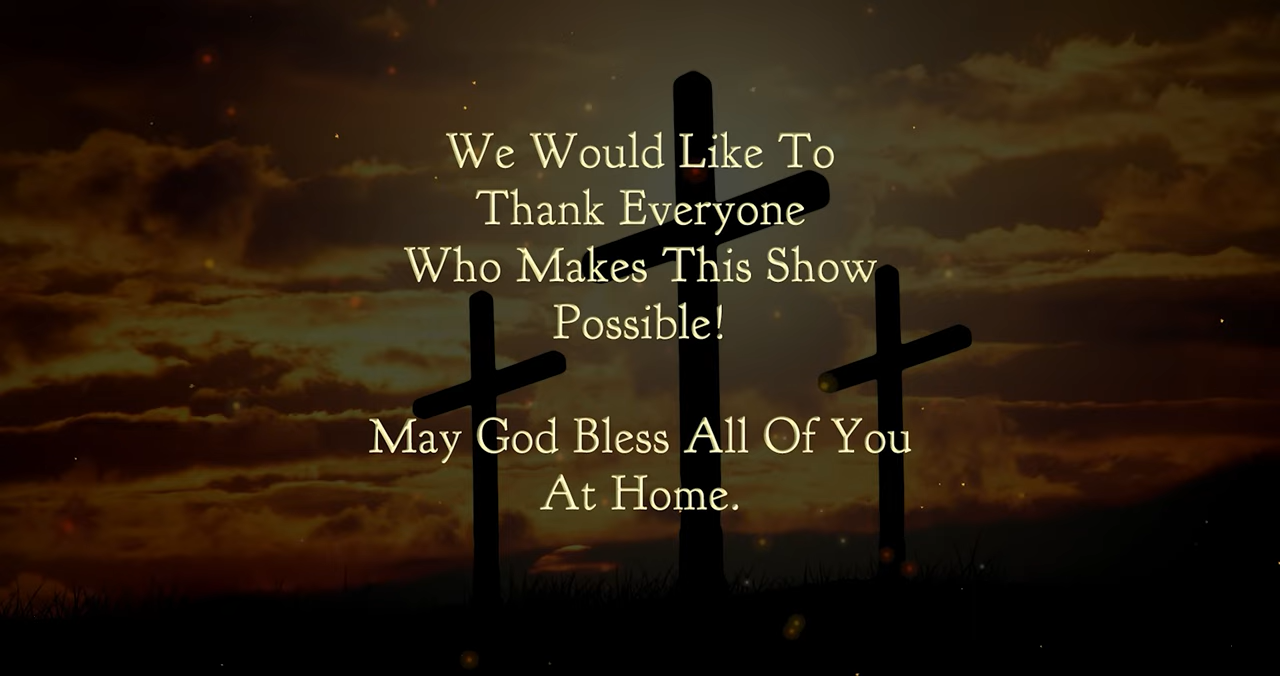 We Would Like To
Thank Everyone
Who Makes This Show
Possible!
May God Bless All Of You
At Home.